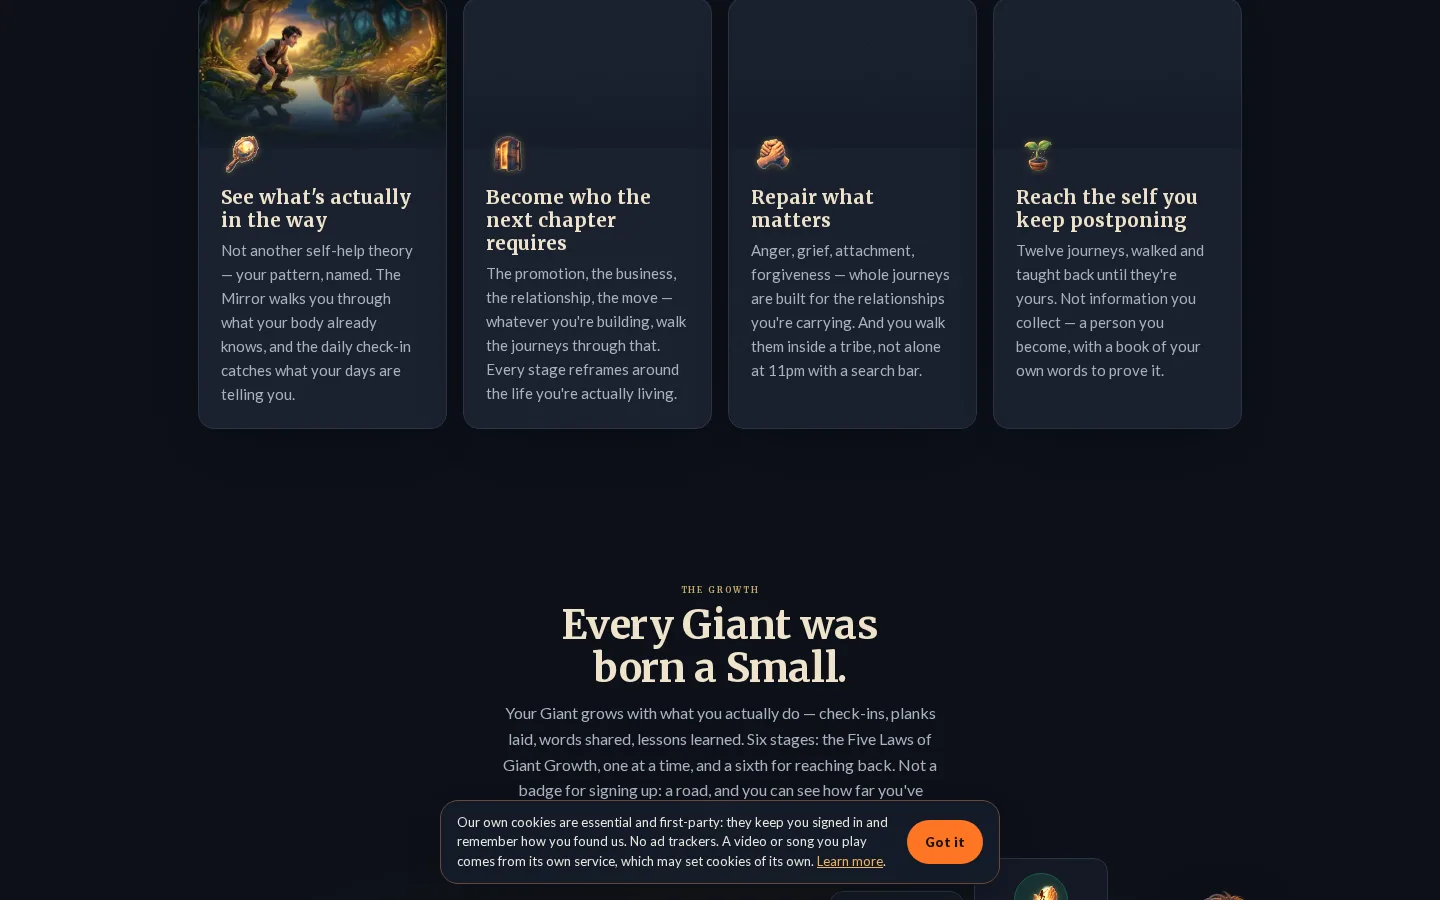 See what's actually
in the way
Not another self-help theory
— your pattern, named. The
Mirror walks you through
what your body already
knows, and the daily check-in
catches what your days are
telling you.
Become who the
next chapter
requires
The promotion, the business,
the relationship, the move —
whatever you're building, walk
the journeys through that.
Every stage reframes around
the life you're actually living.
Repair what
matters
Anger, grief, attachment,
forgiveness — whole journeys
are built for the relationships
you're carrying. And you walk
them inside a tribe, not alone
at 11pm with a search bar.
Reach the self you
keep postponing
Twelve journeys, walked and
taught back until they're
yours. Not information you
collect — a person you
become, with a book of your
own words to prove it.
THE GROWTH
Every Giant was
born a Small.
Your Giant grows with what you actually do — check-ins, planks
laid, words shared, lessons learned. Six stages: the Five Laws of
Giant Growth, one at a time, and a sixth for reaching back. Not a
badge for signing up: a road, and you can see how far you've
Our own cookies are essential and first-party: they keep you signed in and
remember how you found us. No ad trackers. A video or song you play
comes from its own service, which may set cookies of its own. Learn more.
Got it